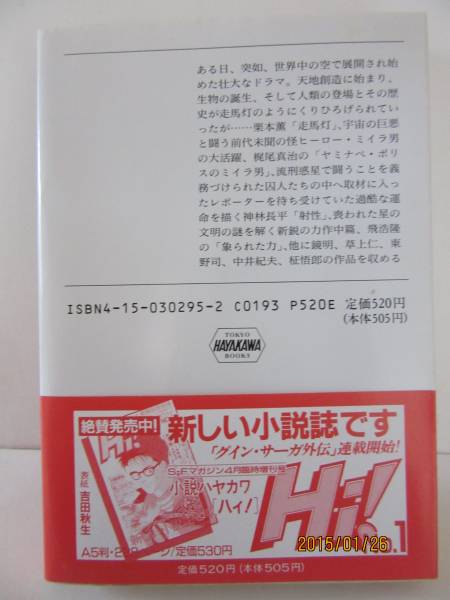 ある日、突如、世界中の空で展開され始
めた壮大なドラマ。天地創造に始まり、
生物の誕生、そして人類の登場とその歴
史が走馬灯のようにくりひろげられてい
ったが……栗本薫「走馬灯」、宇宙の巨悪
と闘う前代未聞の怪ヒーロー・ミイラ男
の大活躍、梶尾真治の「ヤミナベ・ポリ
スのミイラ男」、流刑惑星で闘うことを義
務づけられた囚人たちの中へ取材に入っ
たレポーターを待ち受けていた過酷な運
命を描く神林長平「射性」、喪われた星の
文明の謎を解く新鋭の力作中篇、飛浩隆
の「象られた力」、他に鏡明、草上仁、東
野司、中井紀夫、柾悟郎の作品を収める
ISBN4-15-030295-2 C0193 P520E 定価520円
(本体505円)
TOKYO
HAYAKAWA
BOOKS
絶賛発売中!
新しい小説誌です
「グイン・サーガ外伝」連載開始!
S-Fマガジン4月臨時増刊号
小説ハヤカワ
[ハイ!]
Hi!
表紙 吉田秋生
A5判・2 ページ/定価530円
.1
定価520円(本体505円)
2015/01/26